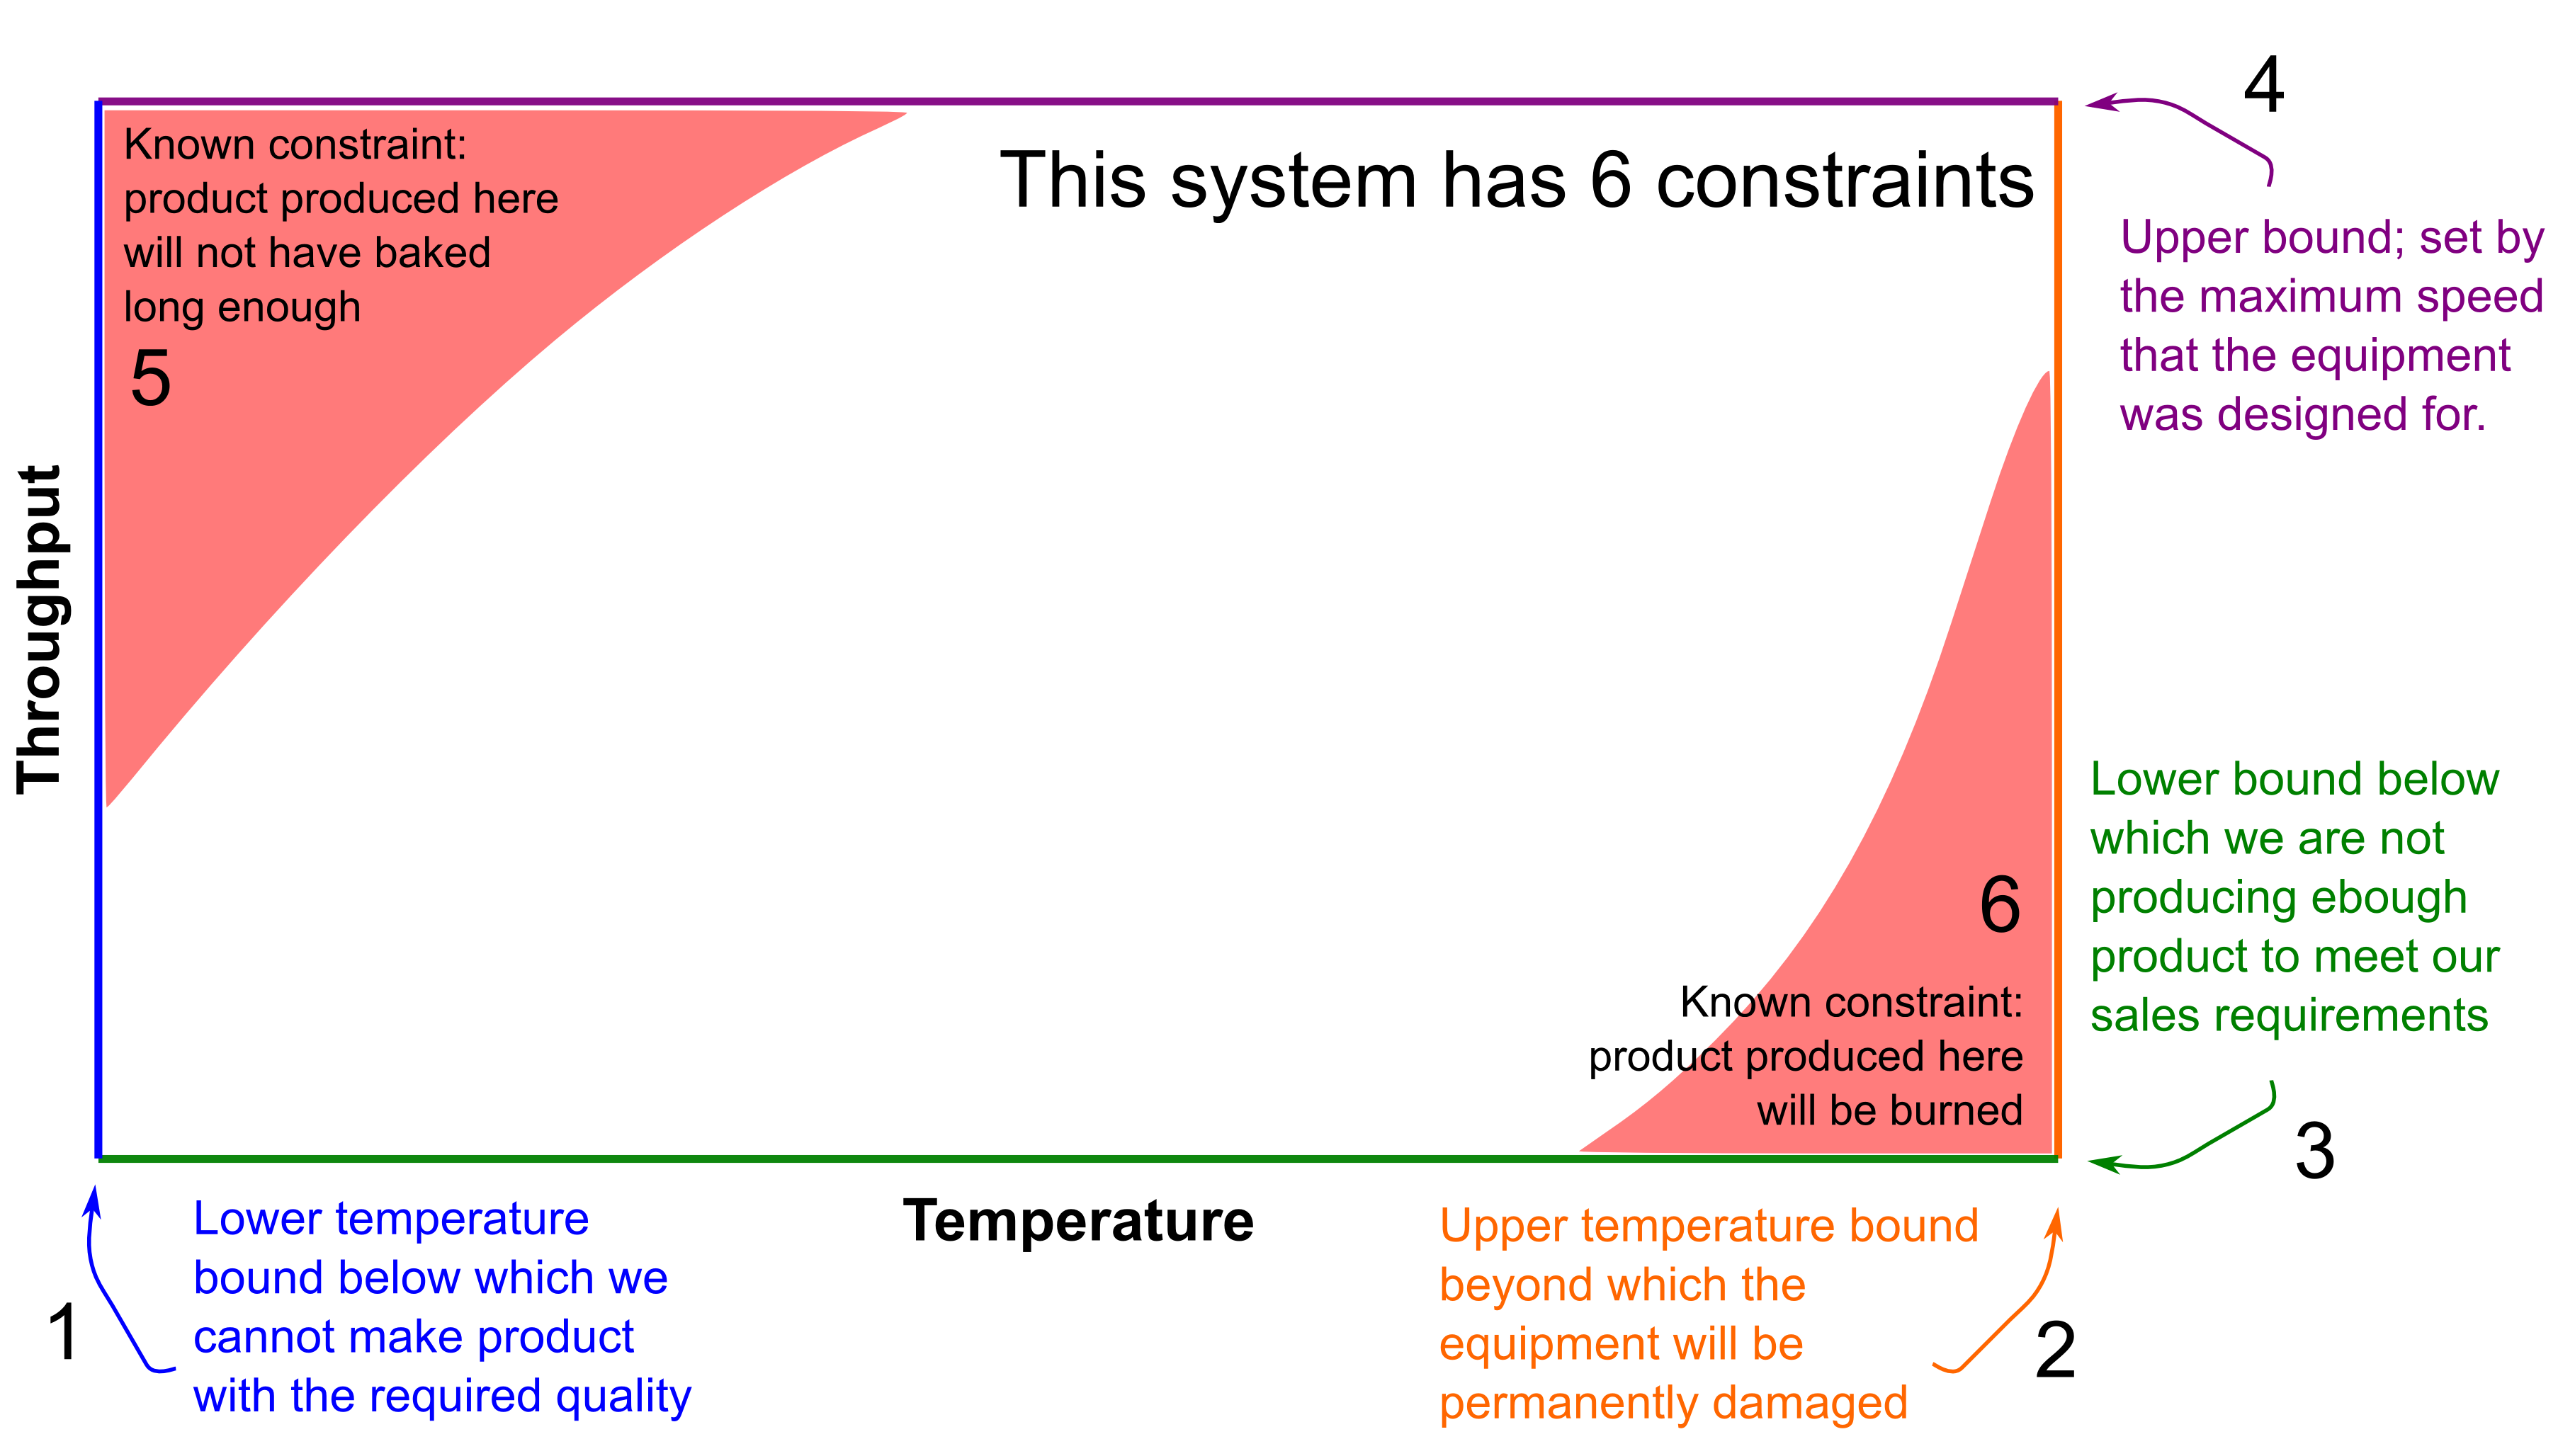 4
Known constraint:
product produced here
will not have baked
long enough
5
This system has 6 constraints
Upper bound; set by
the maximum speed
that the equipment
was designed for.
Throughput
Lower bound below
which we are not
producing ebough
product to meet our
sales requirements
6
Known constraint:
product produced here
will be burned
3
Temperature
1
Lower temperature
bound below which we
cannot make product
with the required quality
Upper temperature bound
beyond which the
equipment will be
permanently damaged
2